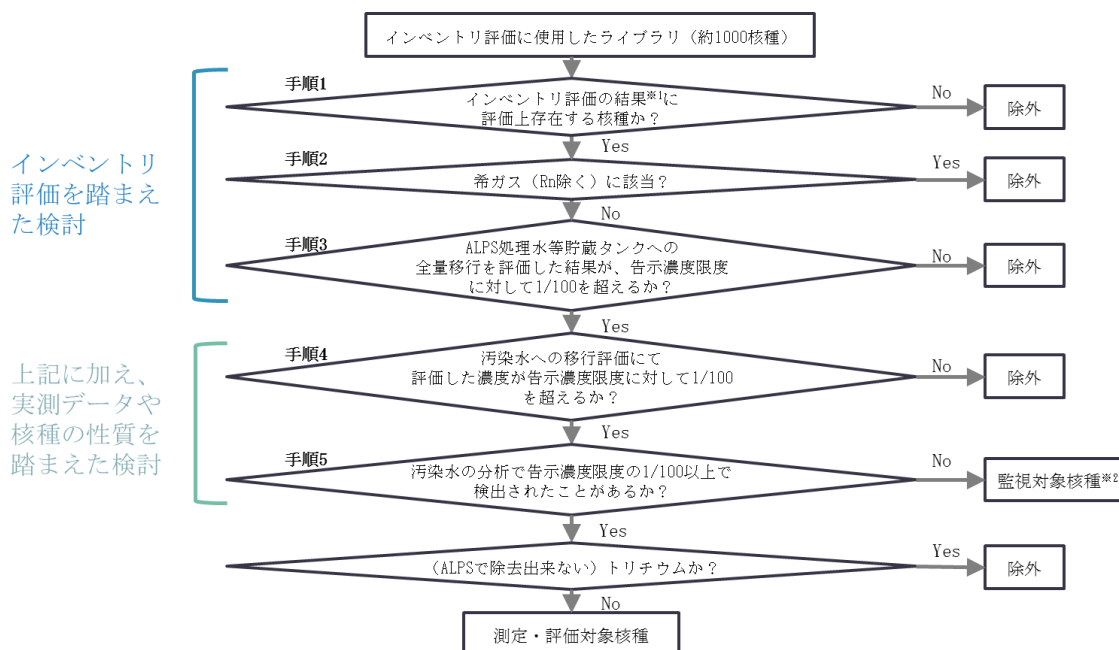 インベントリ評価に使用したライブラリ（約1000核種）
手順1
インベントリ評価の結果※1に
評価上存在する核種か？
No
除外
Yes
手順2
希ガス（Rn除く）に該当？
Yes
除外
No
手順3
ALPS処理水等貯蔵タンクへの
全量移行を評価した結果が、告示濃度限度
に対して1/100を超えるか？
No
除外
Yes
インベントリ
評価を踏まえ
た検討
手順4
汚染水への移行評価にて
評価した濃度が告示濃度限度に対して1/100
を超えるか？
No
除外
Yes
手順5
汚染水の分析で告示濃度限度の1/100以上で
検出されたことがあるか？
No
監視対象核種※2
Yes
上記に加え、
実測データや
核種の性質を
踏まえた検討
（ALPSで除去出来ない）トリチウムか？
Yes
除外
No
測定・評価対象核種